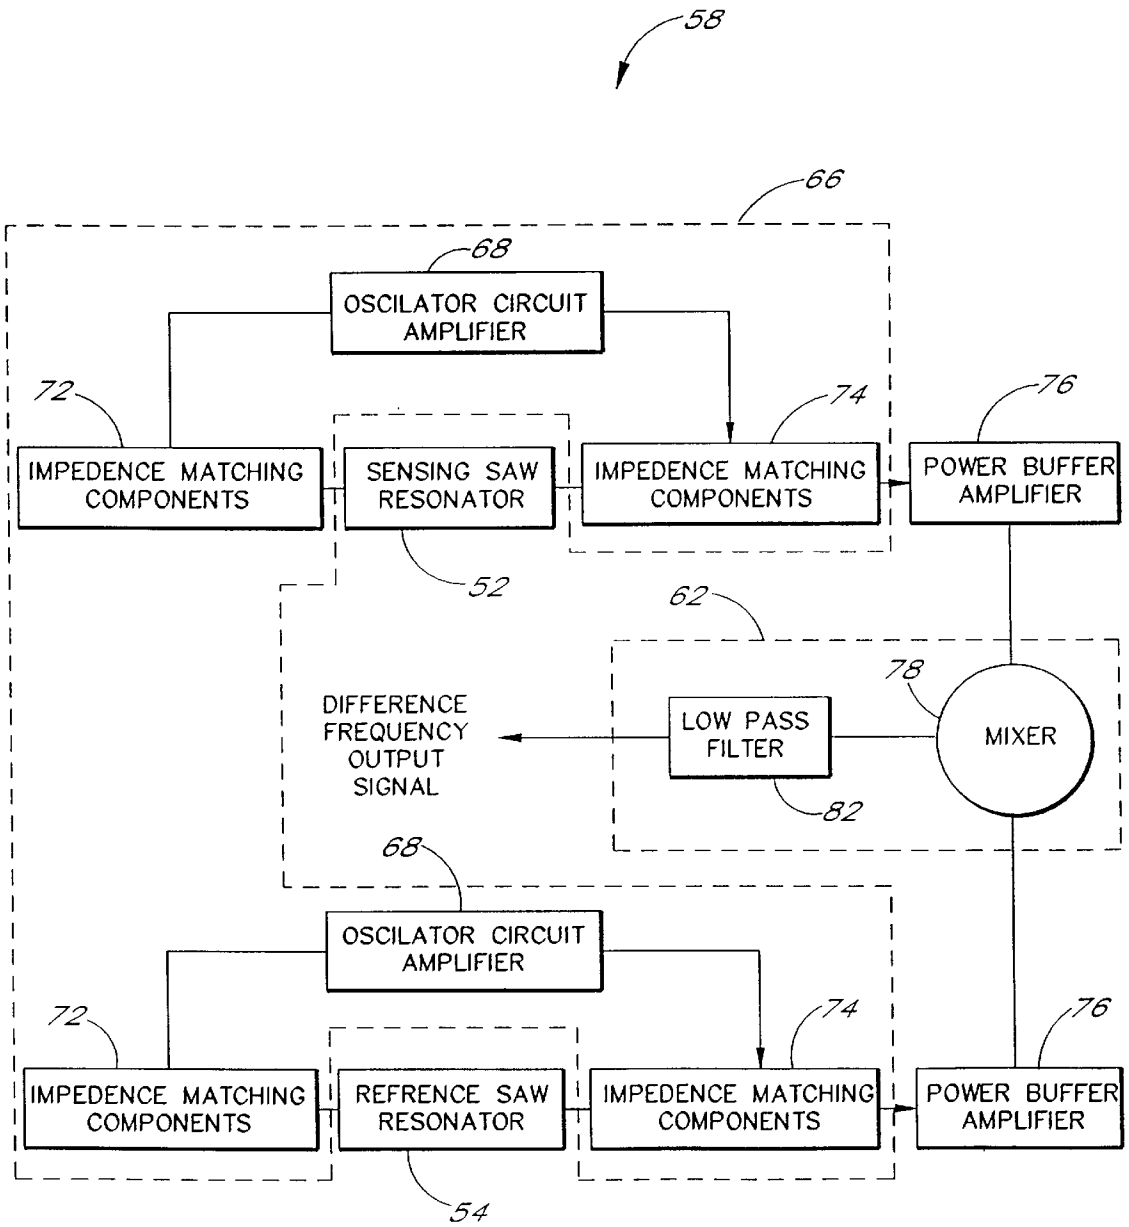 58
66
68
OSCILATOR CIRCUIT
AMPLIFIER
72
74
76
IMPEDENCE MATCHING
COMPONENTS
SENSING SAW
RESONATOR
IMPEDENCE MATCHING
COMPONENTS
POWER BUFFER
AMPLIFIER
52
62
78
DIFFERENCE
FREQUENCY
OUTPUT
SIGNAL
LOW PASS
FILTER
MIXER
82
68
OSCILATOR CIRCUIT
AMPLIFIER
72
74
76
IMPEDENCE MATCHING
COMPONENTS
REFRENCE SAW
RESONATOR
IMPEDENCE MATCHING
COMPONENTS
POWER BUFFER
AMPLIFIER
54